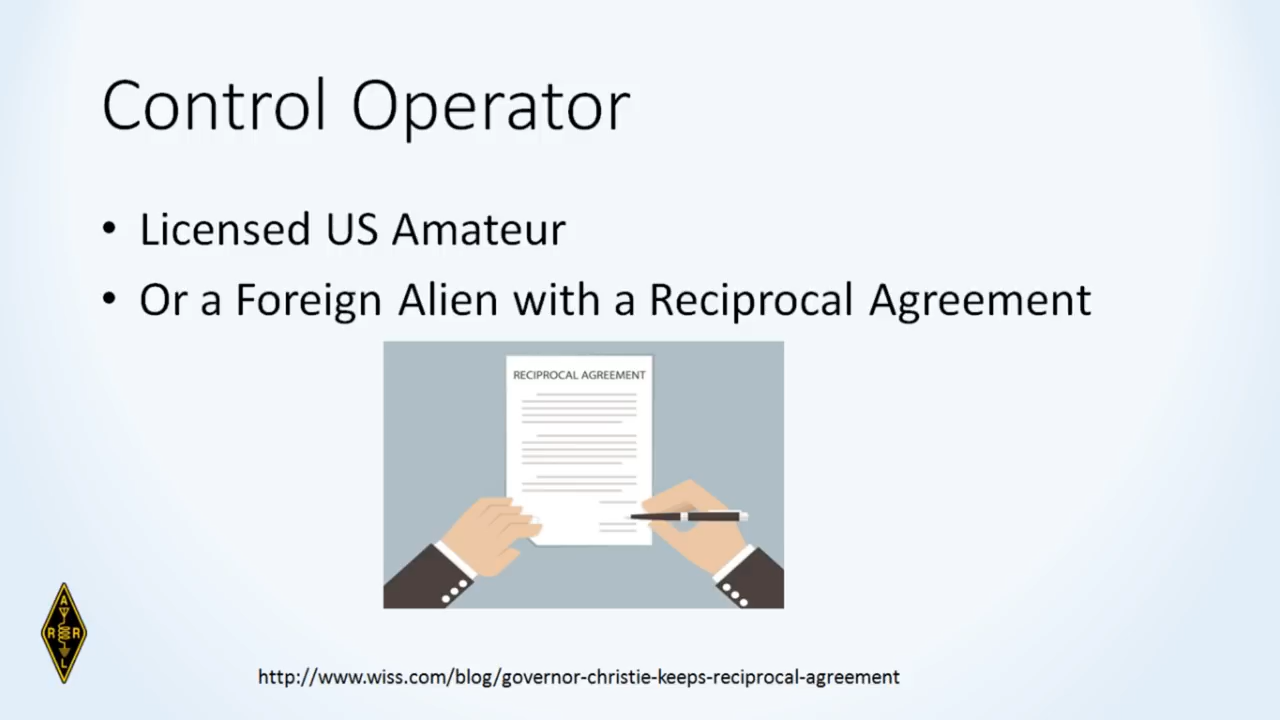 Control Operator
• Licensed US Amateur
• Or a Foreign Alien with a Reciprocal Agreement
RECIPROCAL AGREEMENT
A
R R
L
http://www.wiss.com/blog/governor-christie-keeps-reciprocal-agreement